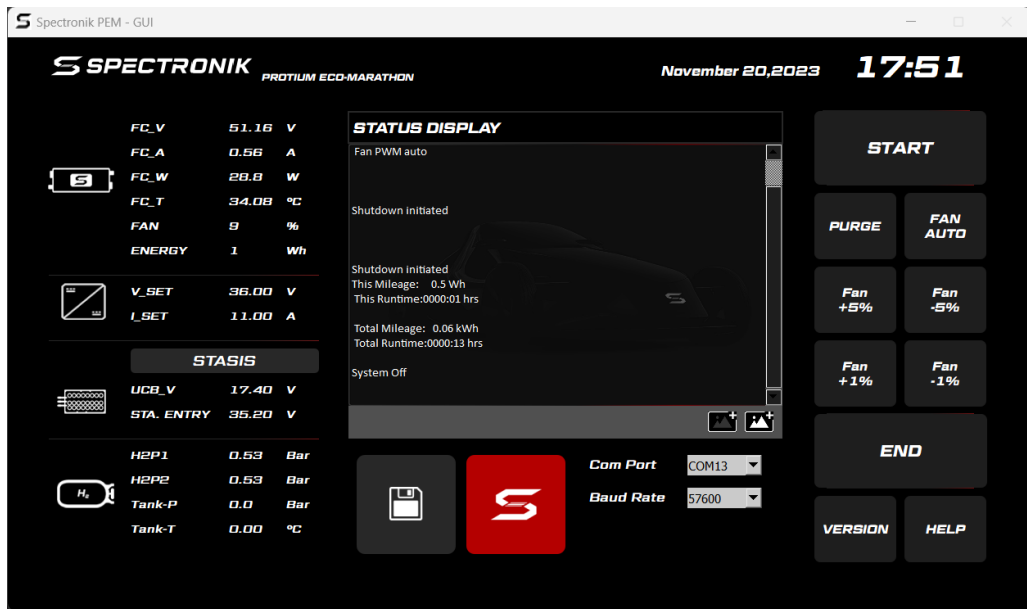 Spectronik PEM - GUI
SPECTRONIK PROTIUM ECO-MARATHON
November 20,2023
17:51
FC_V 51.16 V
FC_A 0.56 A
FC_W 28.8 W
FC_T 34.08 ºC
FAN 9 %
ENERGY 1 Wh
V_SET 36.00 V
I_SET 11.00 A
STASIS
UCB_V 17.40 V
STA. ENTRY 35.20 V
H2P1 0.53 Bar
H2P2 0.53 Bar
Tank-P 0.0 Bar
Tank-T 0.00 ºC
H₂
STATUS DISPLAY
Fan PWM auto
Shutdown initiated
Shutdown initiated
This Mileage: 0.5 Wh
This Runtime:0000:01 hrs
Total Mileage: 0.06 kWh
Total Runtime:0000:13 hrs
System Off
Com Port COM13
Baud Rate 57600
START
PURGE
FAN
AUTO
Fan
+5%
Fan
-5%
Fan
+1%
Fan
-1%
END
VERSION
HELP